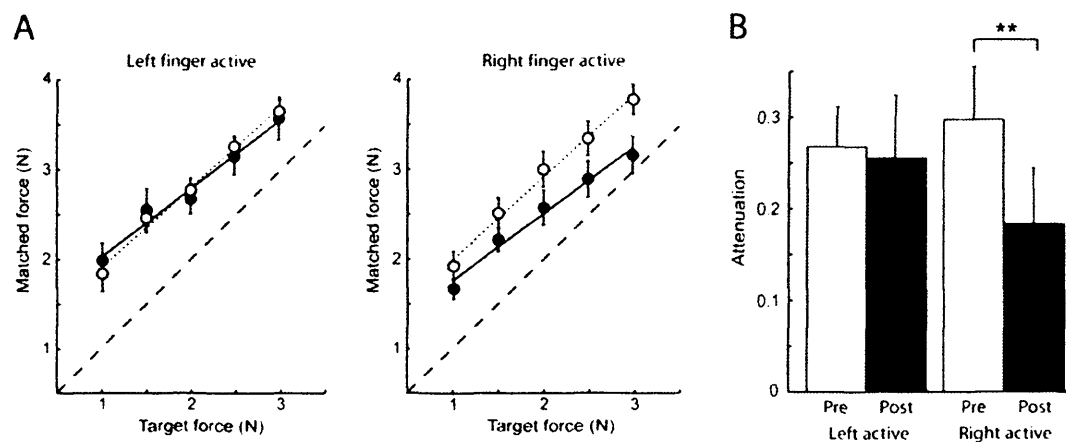 A
Left finger active
4
3
2
1
Matched force (N)
1 2 3
Target force (N)
Right finger active
4
3
2
1
Matched force (N)
1 2 3
Target force (N)
B
**
0.3
0.2
0.1
0
Attenuation
Pre Post Pre Post
Left active Right active